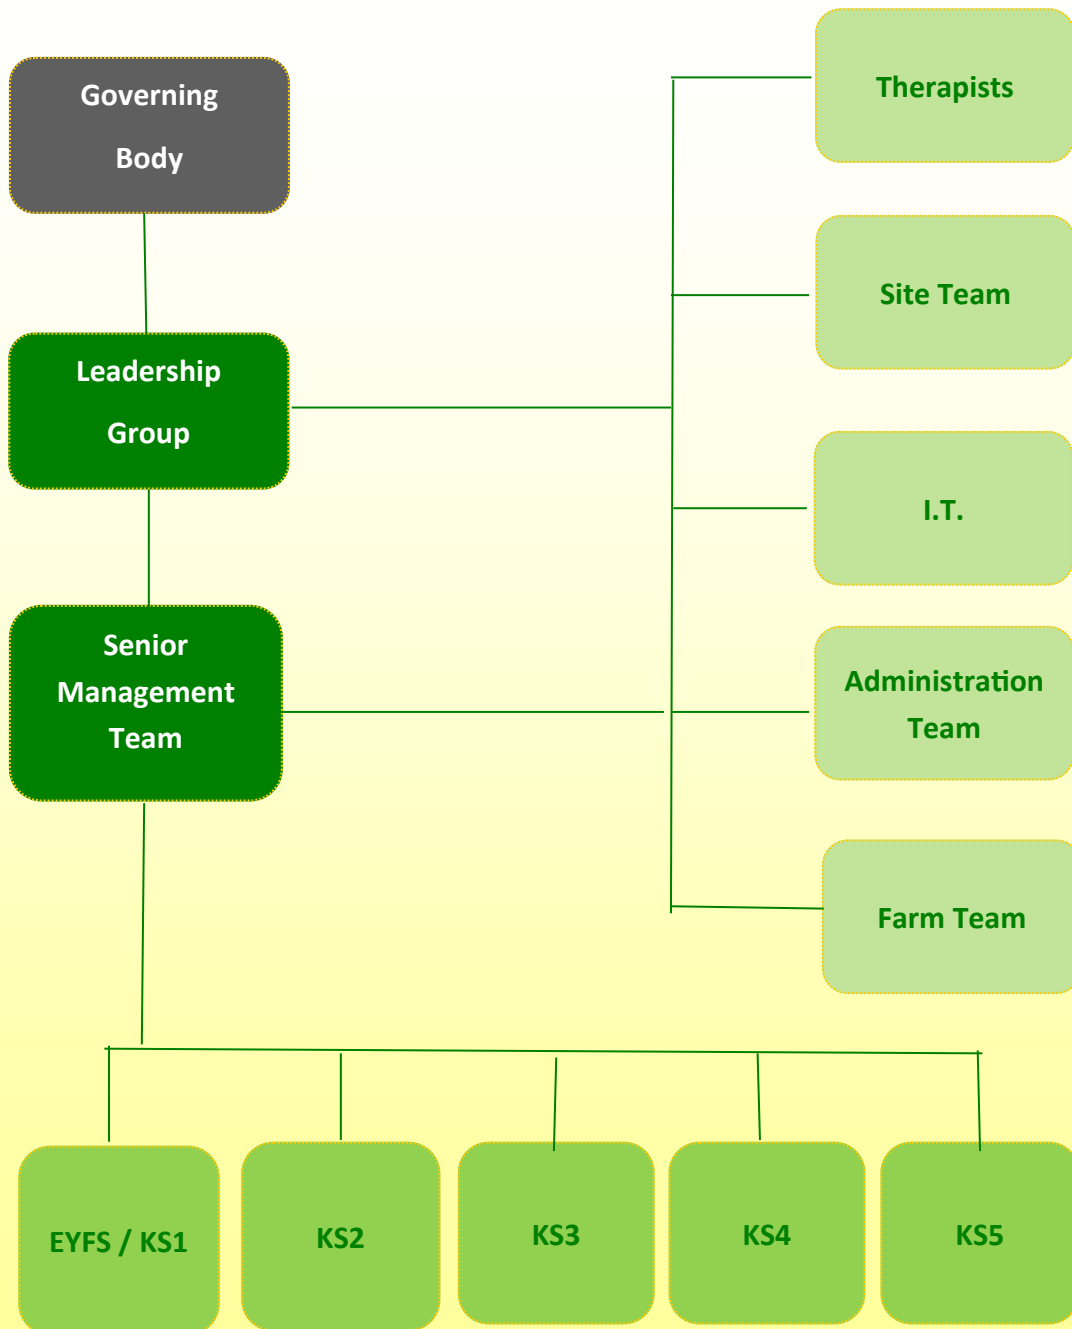 Governing
Body
Therapists
Site Team
Leadership
Group
I.T.
Senior
Management
Team
Administration
Team
Farm Team
EYFS / KS1
KS2
KS3
KS4
KS5